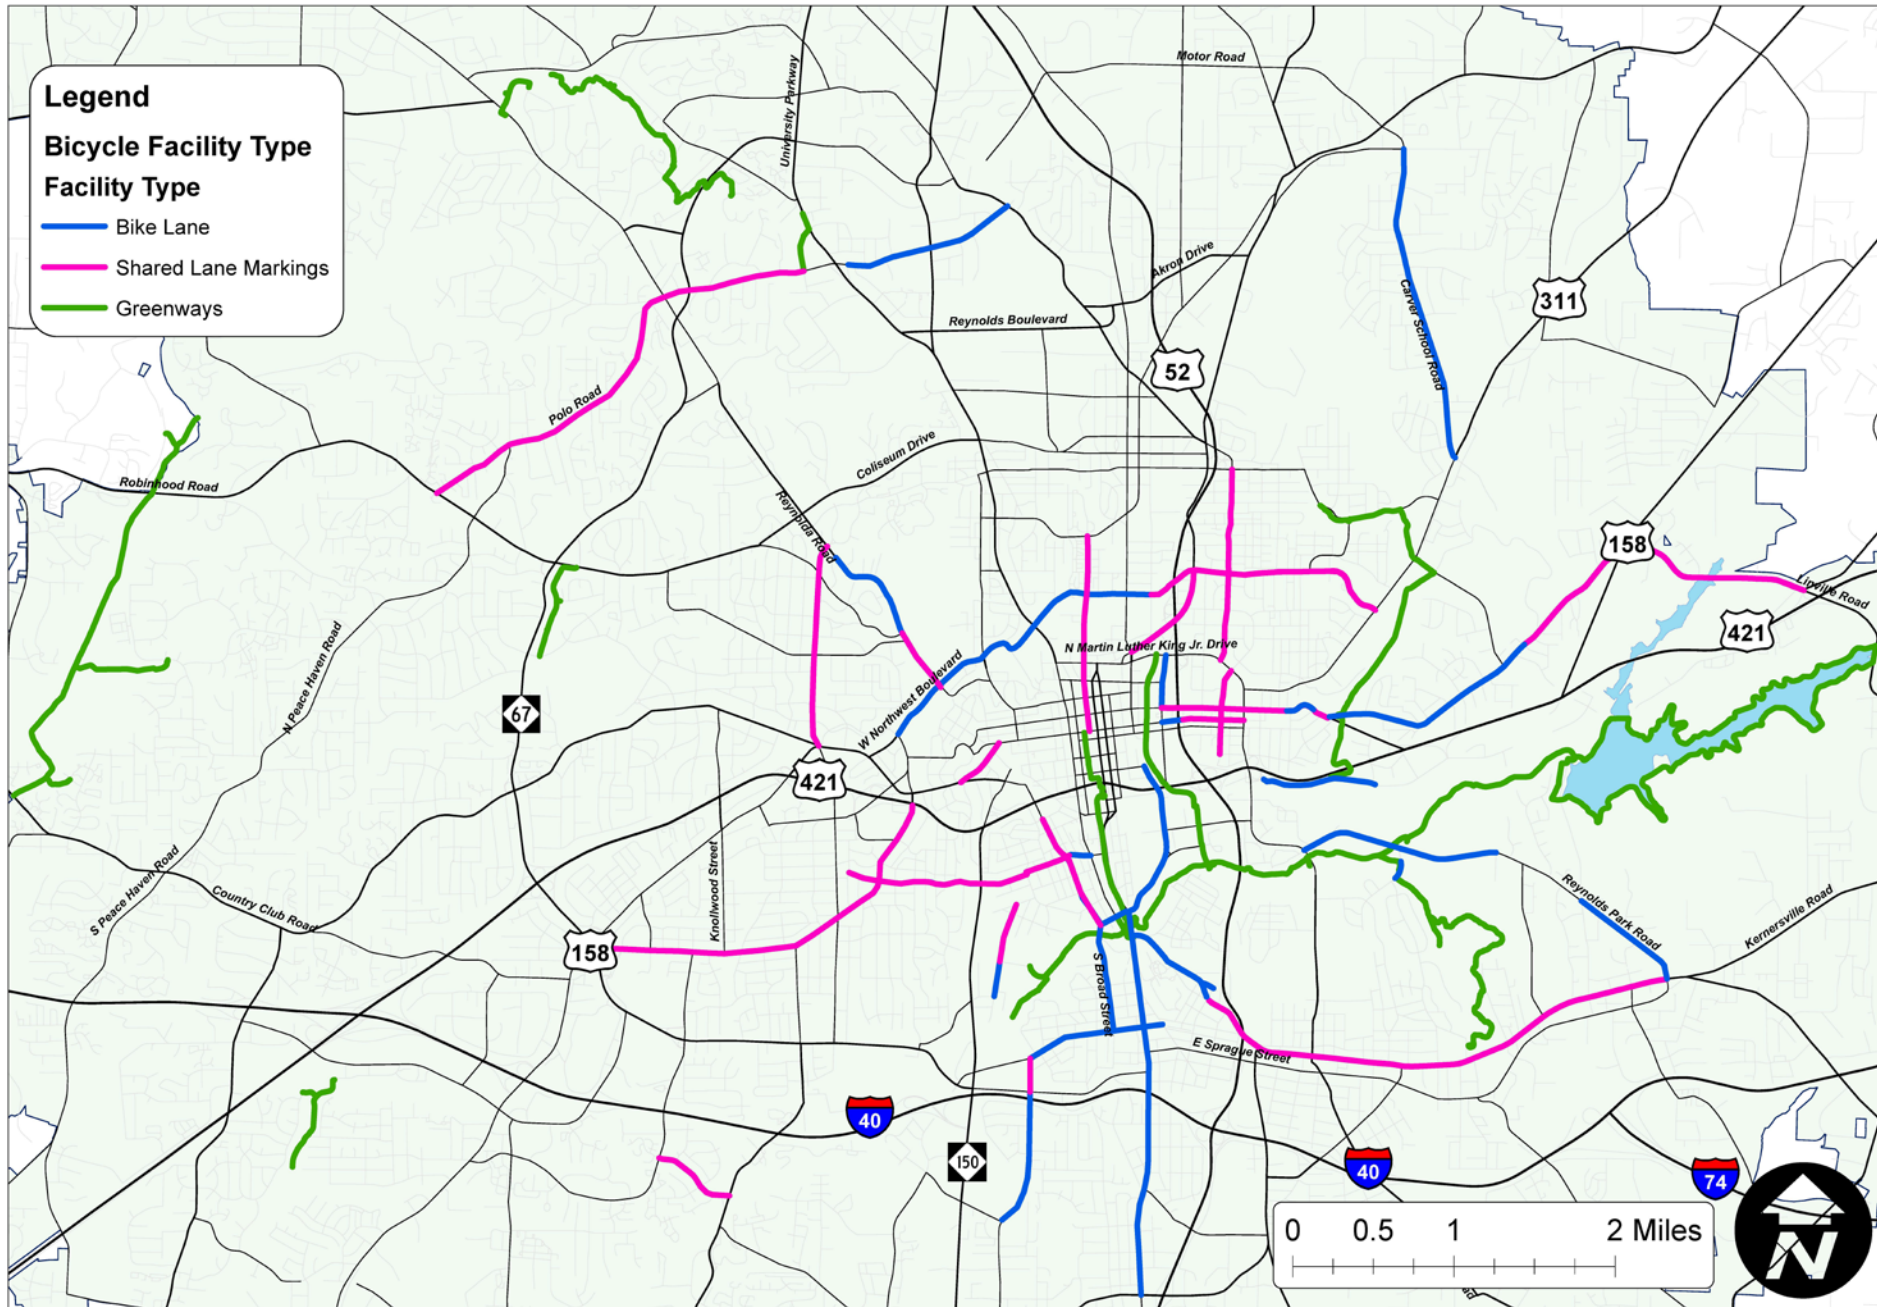 Legend
Bicycle Facility Type
Facility Type
Bike Lane
Shared Lane Markings
Greenways
University Parkway
Motor Road
Akron Drive
Reynolds Boulevard
311
52
Carver School Road
Polo Road
Coliseum Drive
Robinhood Road
Reynolda Road
158
Linville Road
421
N Peace Haven Road
N Martin Luther King Jr. Drive
W Northwest Boulevard
67
421
S Peace Haven Road
Country Club Road
Knollwood Street
158
Reynolds Park Road
Kernersville Road
S Broad Street
E Sprague Street
40
150
40
74
0 0.5 1 2 Miles
N